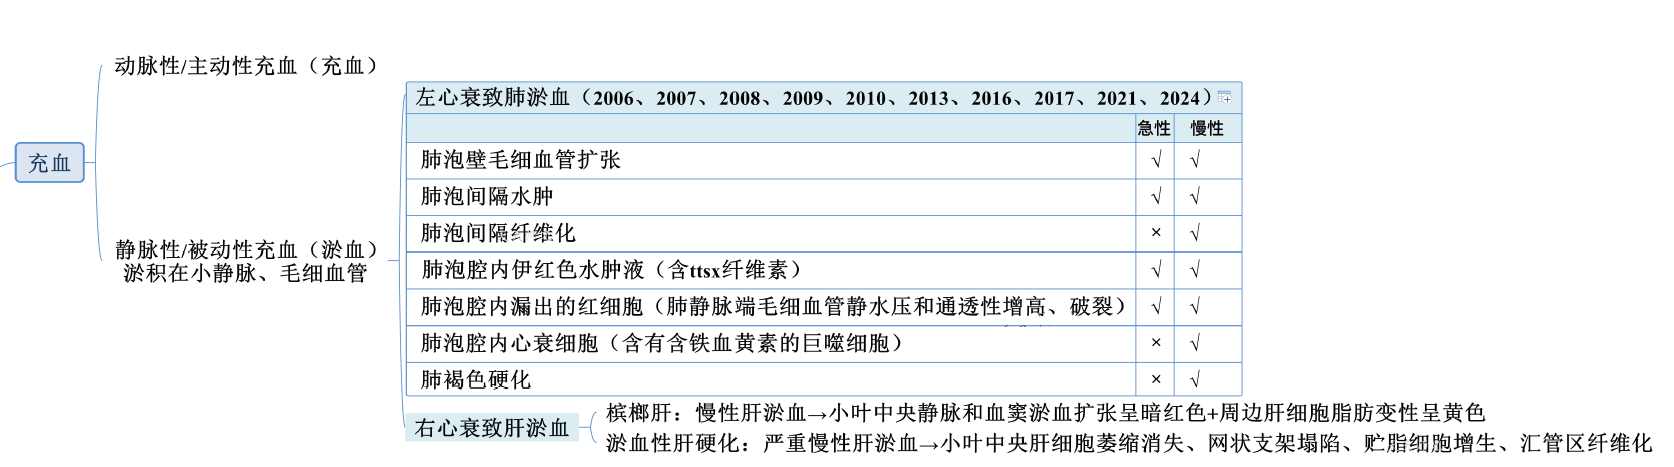 动脉性/主动性充血（充血）
左心衰致肺淤血（2006、2007、2008、2009、2010、2013、2016、2017、2021、2024）
急性 慢性
肺泡壁毛细血管扩张 √ √
充血
肺泡间隔水肿 √ √
肺泡间隔纤维化 × √
静脉性/被动性充血（淤血）
淤积在小静脉、毛细血管
肺泡腔内伊红色水肿液（含ttsx纤维素） √ √
肺泡腔内漏出的红细胞（肺静脉端毛细血管静水压和通透性增高、破裂） √ √
肺泡腔内心衰细胞（含有含铁血黄素的巨噬细胞） × √
肺褐色硬化 × √
右心衰致肝淤血
槟榔肝：慢性肝淤血→小叶中央静脉和血窦淤血扩张呈暗红色+周边肝细胞脂肪变性呈黄色
淤血性肝硬化：严重慢性肝淤血→小叶中央肝细胞萎缩消失、网状支架塌陷、贮脂细胞增生、汇管区纤维化